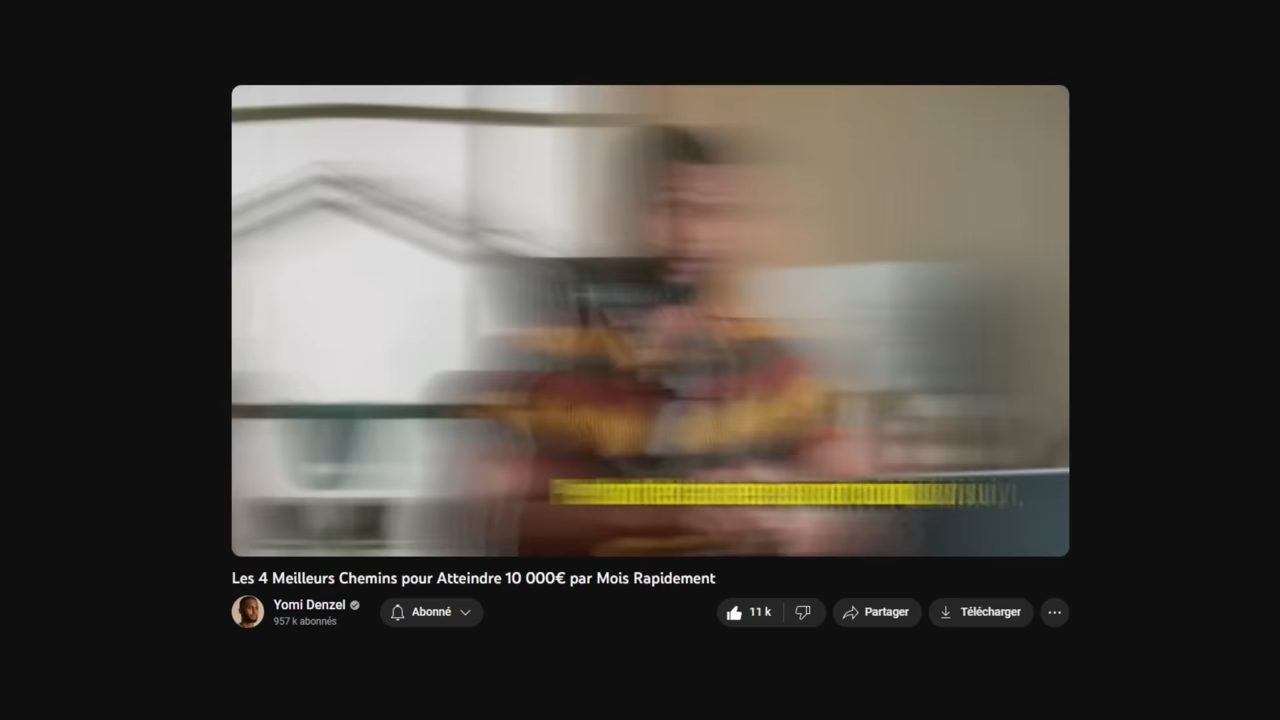 Les 4 Meilleurs Chemins pour Atteindre 10 000€ par Mois Rapidement
Yomi Denzel
957 k abonnés
Abonné
11 k
Partager
Télécharger